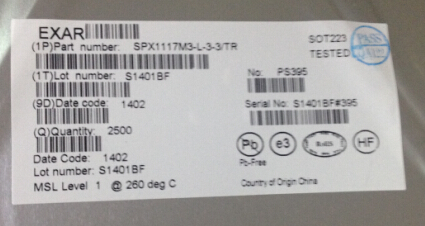 EXAR
SOT223
PASS
(1P)Part number: SPX1117M3-L-3-3/TR
TESTED
(1T)Lot number: S1401BF
No: PS395
(9D)Date code: 1402
Serial No: S1401BF#395
(Q)Quantity: 2500
Pb
e3
RoHS
HF
Pb-Free
Date Code: 1402
Lot number: S1401BF
MSL Level 1 @ 260 deg C
Country of Origin China